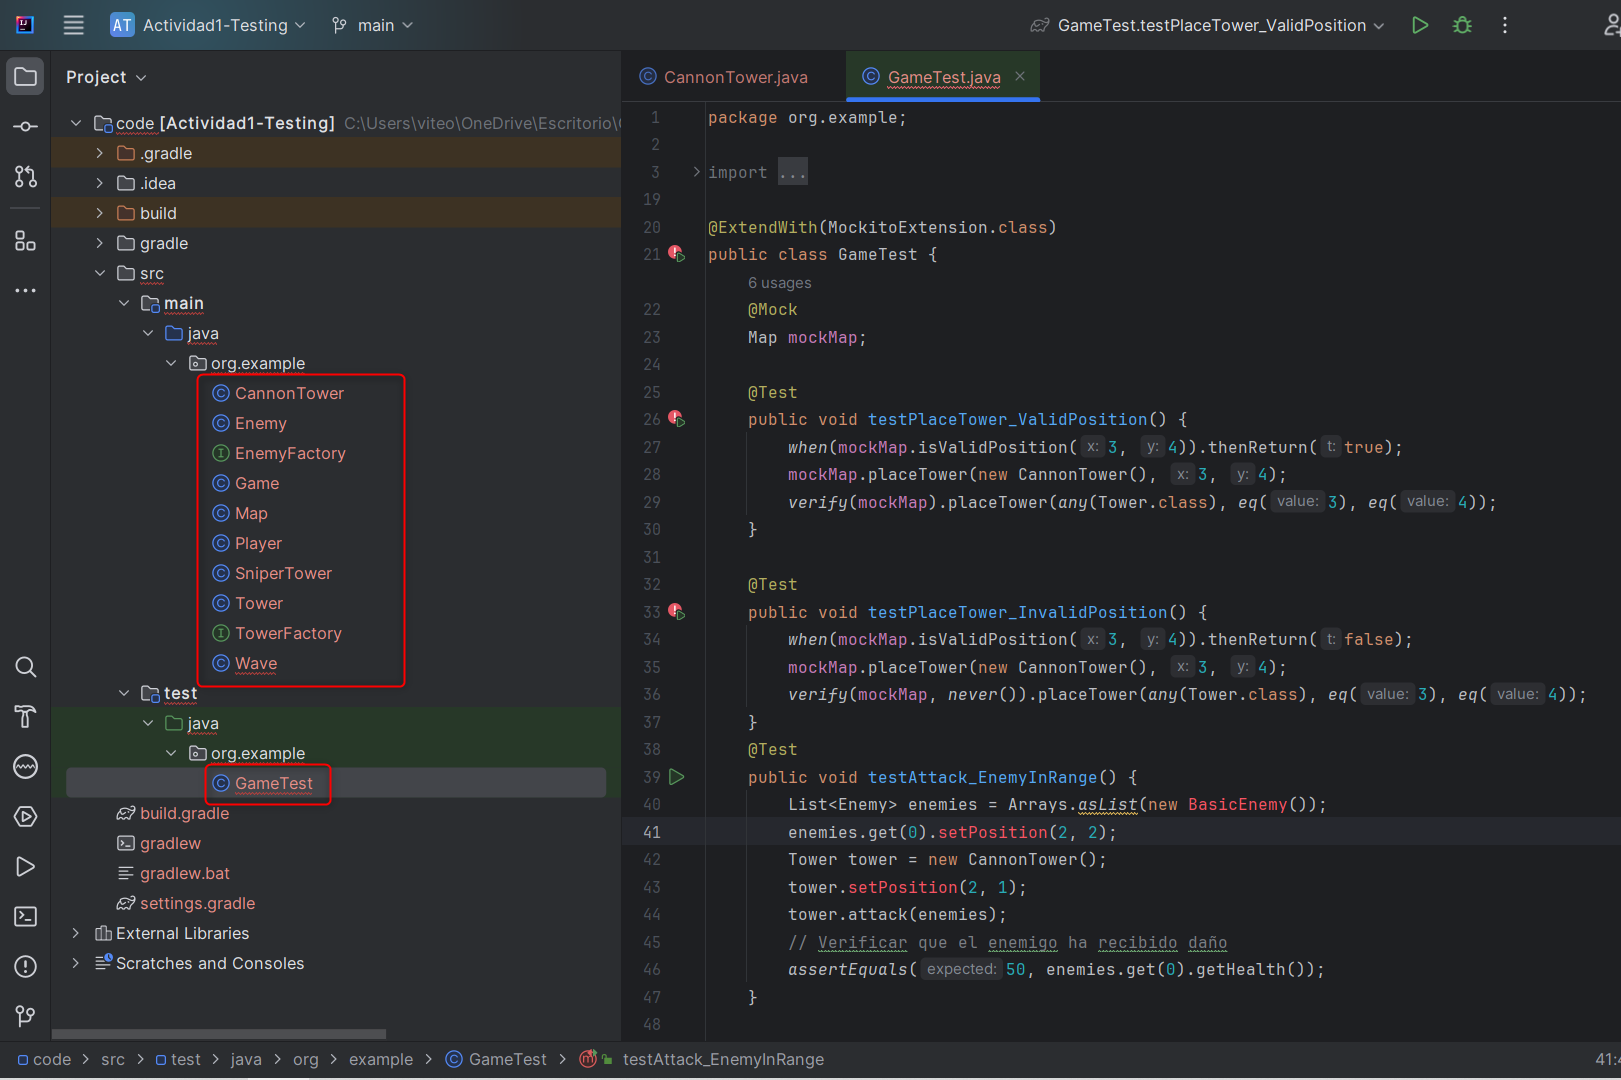 AT Actividad1-Testing main GameTest.testPlaceTower_ValidPosition
Project
code [Actividad1-Testing] C:\Users\viteo\OneDrive\Escritorio\
.gradle
.idea
build
gradle
src
main
java
org.example
CannonTower
Enemy
EnemyFactory
Game
Map
Player
SniperTower
Tower
TowerFactory
Wave
test
java
org.example
GameTest
build.gradle
gradlew
gradlew.bat
settings.gradle
External Libraries
Scratches and Consoles
CannonTower.java GameTest.java
1 package org.example;
2
3 import ...
19
20 @ExtendWith(MockitoExtension.class)
21 public class GameTest {
6 usages
22 @Mock
23 Map mockMap;
24
25 @Test
26 public void testPlaceTower_ValidPosition() {
27 when(mockMap.isValidPosition( x: 3, y: 4)).thenReturn( t: true);
28 mockMap.placeTower(new CannonTower(), x: 3, y: 4);
29 verify(mockMap).placeTower(any(Tower.class), eq( value: 3), eq( value: 4));
30 }
31
32 @Test
33 public void testPlaceTower_InvalidPosition() {
34 when(mockMap.isValidPosition( x: 3, y: 4)).thenReturn( t: false);
35 mockMap.placeTower(new CannonTower(), x: 3, y: 4);
36 verify(mockMap, never()).placeTower(any(Tower.class), eq( value: 3), eq( value: 4));
37 }
38 @Test
39 public void testAttack_EnemyInRange() {
40 List<Enemy> enemies = Arrays.asList(new BasicEnemy());
41 enemies.get(0).setPosition(2, 2);
42 Tower tower = new CannonTower();
43 tower.setPosition(2, 1);
44 tower.attack(enemies);
45 // Verificar que el enemigo ha recibido daño
46 assertEquals( expected: 50, enemies.get(0).getHealth());
47 }
48
code > src > test > java > org > example > GameTest > testAttack_EnemyInRange 41: